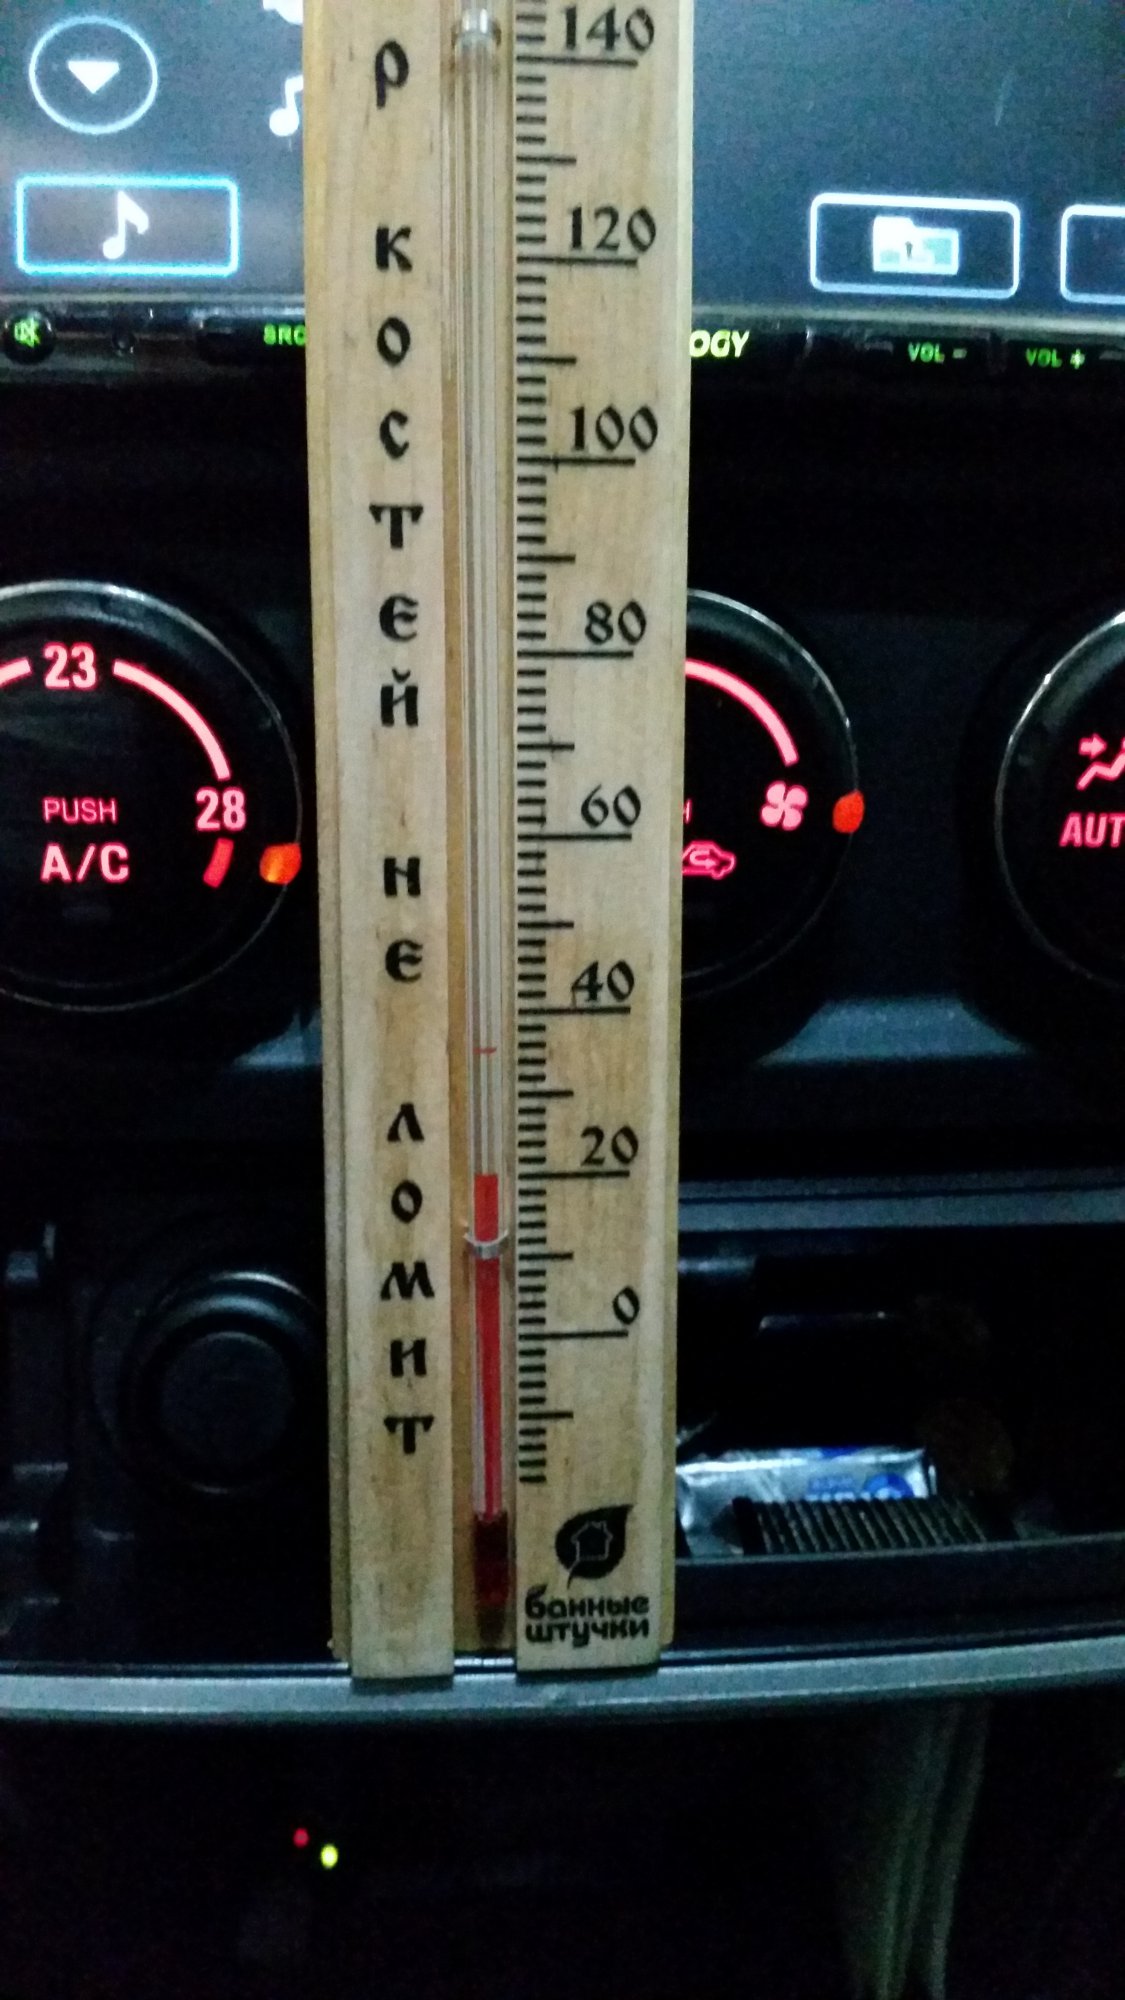 140
120
SRC
OGY
VOL -
VOL +
100
80
23
28
PUSH
A/C
60
AUT
40
20
0
Р КОСТЕЙ НЕ ЛОМИТ
банные
штучки